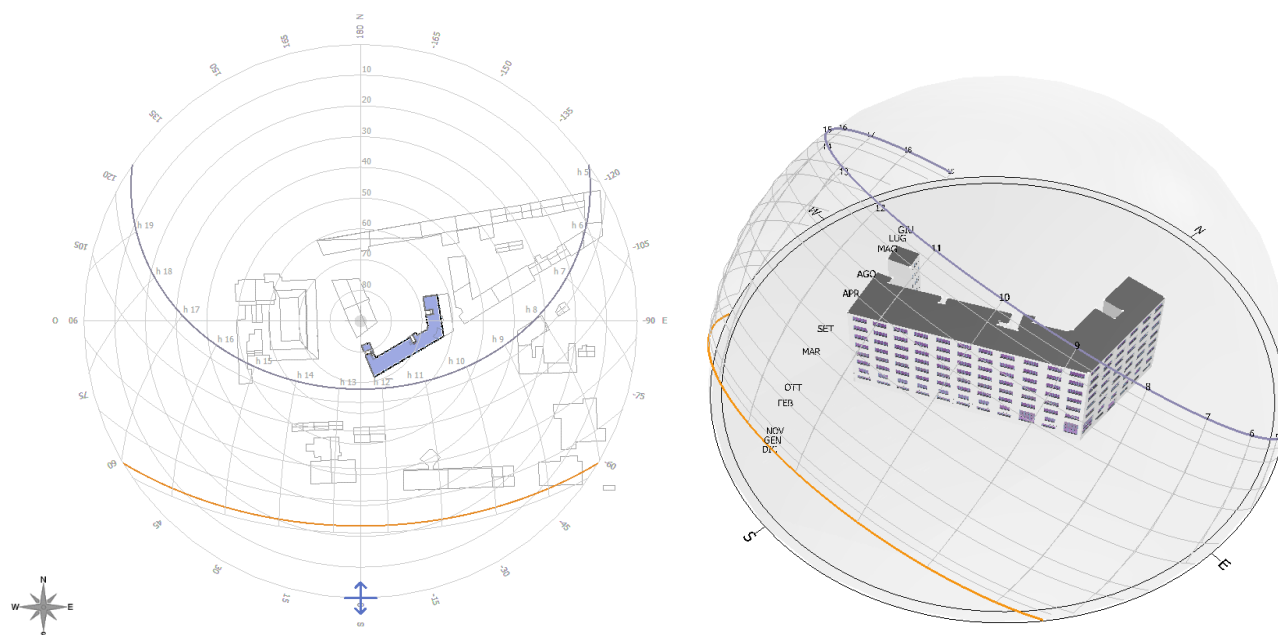 180 N
165
-165
150
-150
135
-135
120
-120
105
-105
10
20
30
40
50
60
70
80
h 5
h 6
h 7
h 8
h 9
h 10
h 11
h 12
h 13
h 14
h 15
h 16
h 17
h 18
h 19
O 90
-90 E
75
-75
60
-60
45
-45
30
-30
15
-15
S
N
W
E
S
15
16
17
18
14
13
12
11
10
9
8
7
6
W
N
GIU
LUG
MAG
AGO
APR
SET
MAR
OTT
FEB
NOV
GEN
DIC
S
E